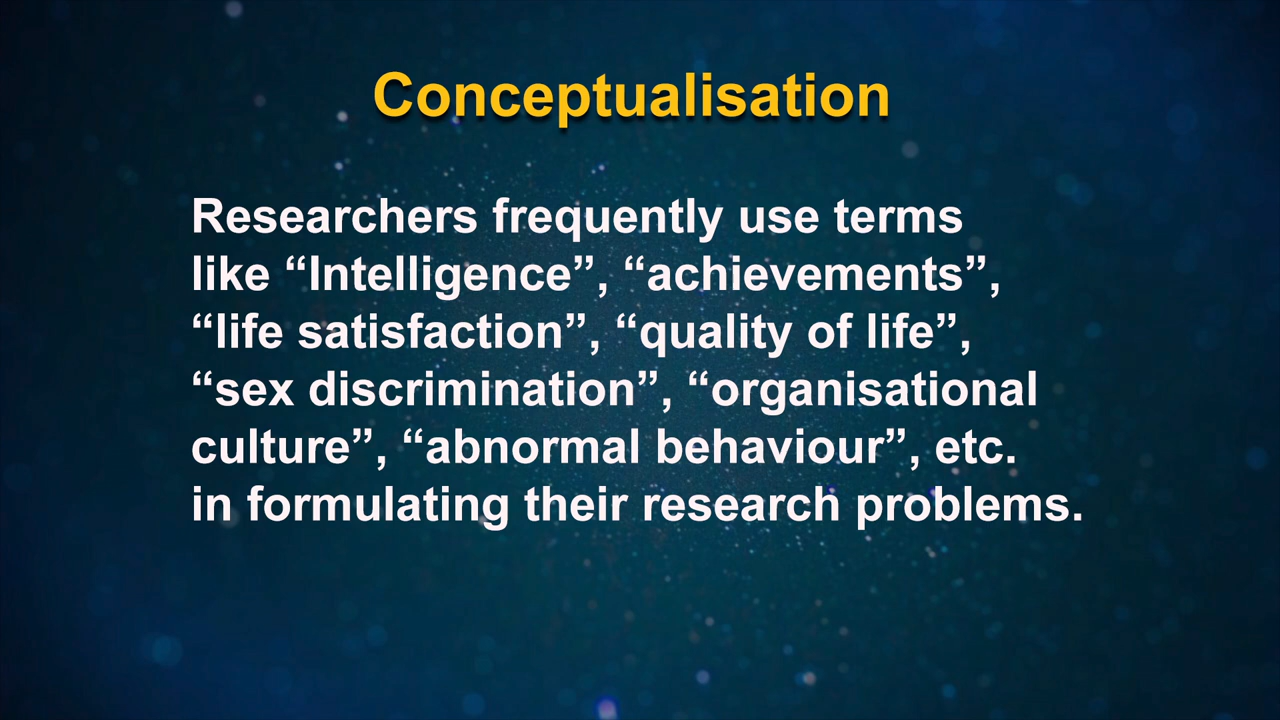 Conceptualisation
Researchers frequently use terms
like “Intelligence”, “achievements”,
“life satisfaction”, “quality of life”,
“sex discrimination”, “organisational
culture”, “abnormal behaviour”, etc.
in formulating their research problems.